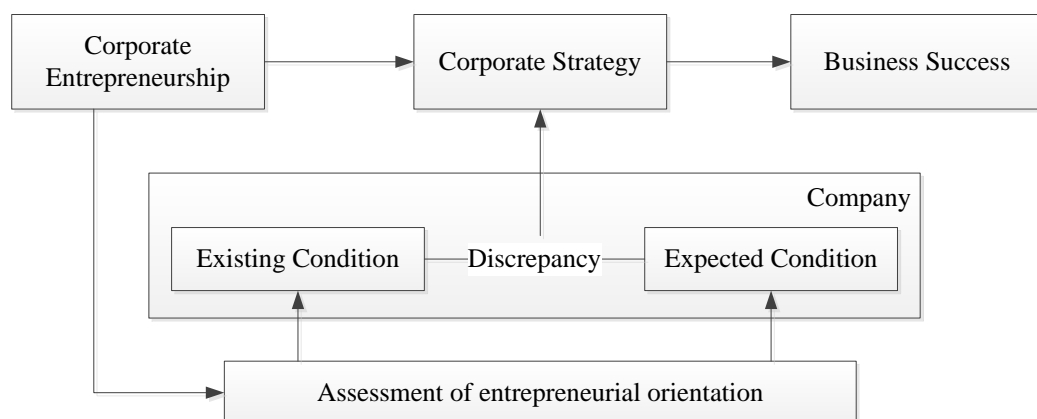 Corporate
Entrepreneurship
Corporate Strategy
Business Success
Company
Existing Condition
Discrepancy
Expected Condition
Assessment of entrepreneurial orientation